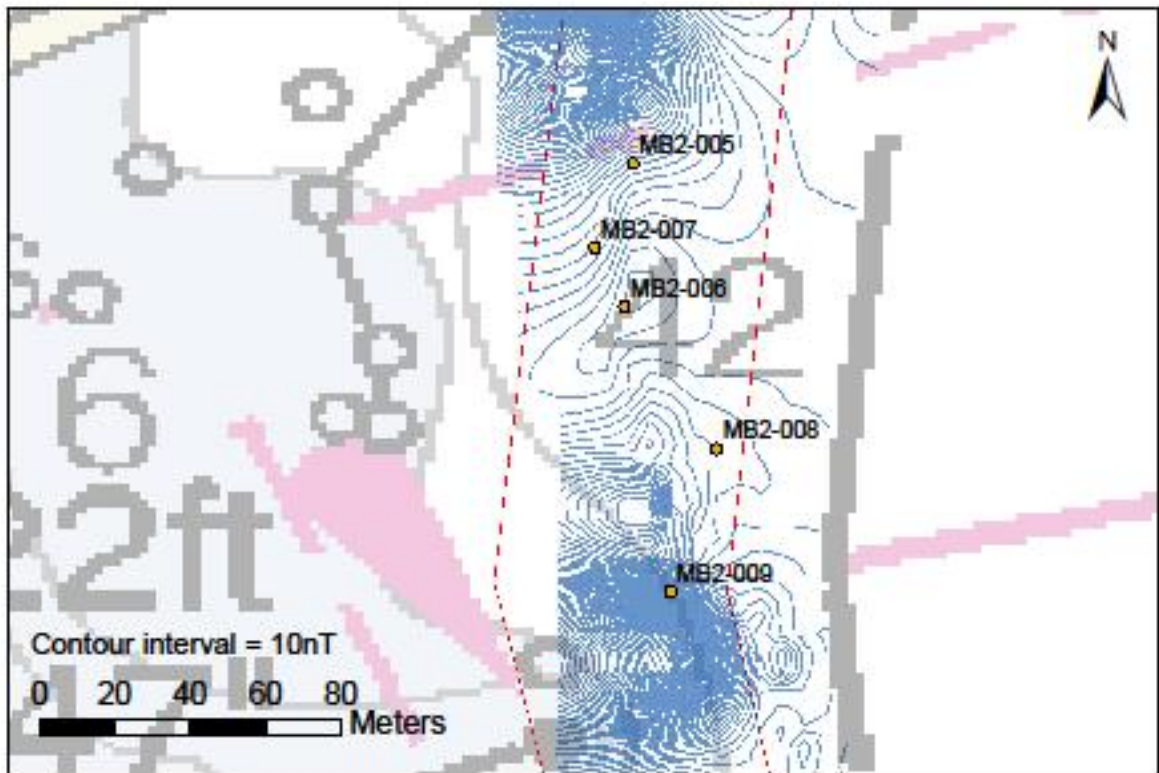 N
MB2-005
MB2-007
MB2-006
42
6
MB2-008
22ft
MB2-009
Contour interval = 10nT
0 20 40 60 80
Meters